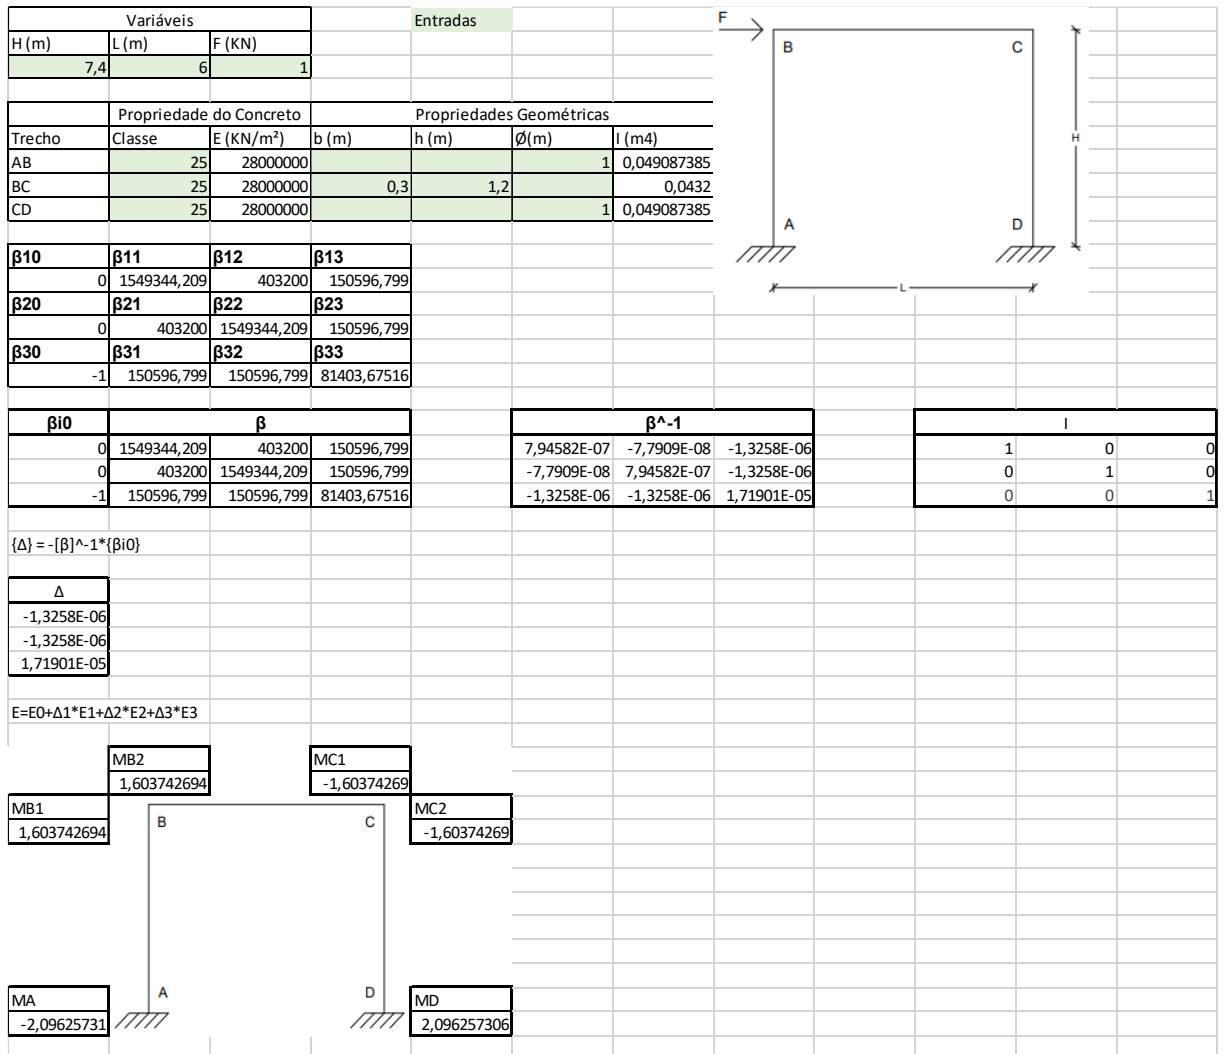 Variáveis
Entradas
H (m) L (m) F (KN)
7,4 6 1
F
B C
H
A D
L
Propriedade do Concreto Propriedades Geométricas
Trecho Classe E (KN/m²) b (m) h (m) Ø(m) I (m4)
AB 25 28000000 1 0,049087385
BC 25 28000000 0,3 1,2 0,0432
CD 25 28000000 1 0,049087385
β10 β11 β12 β13
0 1549344,209 403200 150596,799
β20 β21 β22 β23
0 403200 1549344,209 150596,799
β30 β31 β32 β33
-1 150596,799 150596,799 81403,67516
βi0 β β^-1 I
0 1549344,209 403200 150596,799 7,94582E-07 -7,7909E-08 -1,3258E-06 1 0 0
0 403200 1549344,209 150596,799 -7,7909E-08 7,94582E-07 -1,3258E-06 0 1 0
-1 150596,799 150596,799 81403,67516 -1,3258E-06 -1,3258E-06 1,71901E-05 0 0 1
{Δ} = -[β]^-1*{βi0}
Δ
-1,3258E-06
-1,3258E-06
1,71901E-05
E=E0+Δ1*E1+Δ2*E2+Δ3*E3
MB2 MC1
1,603742694 -1,60374269
MB1 MC2
1,603742694 B C -1,60374269
MA A D MD
-2,09625731 2,096257306